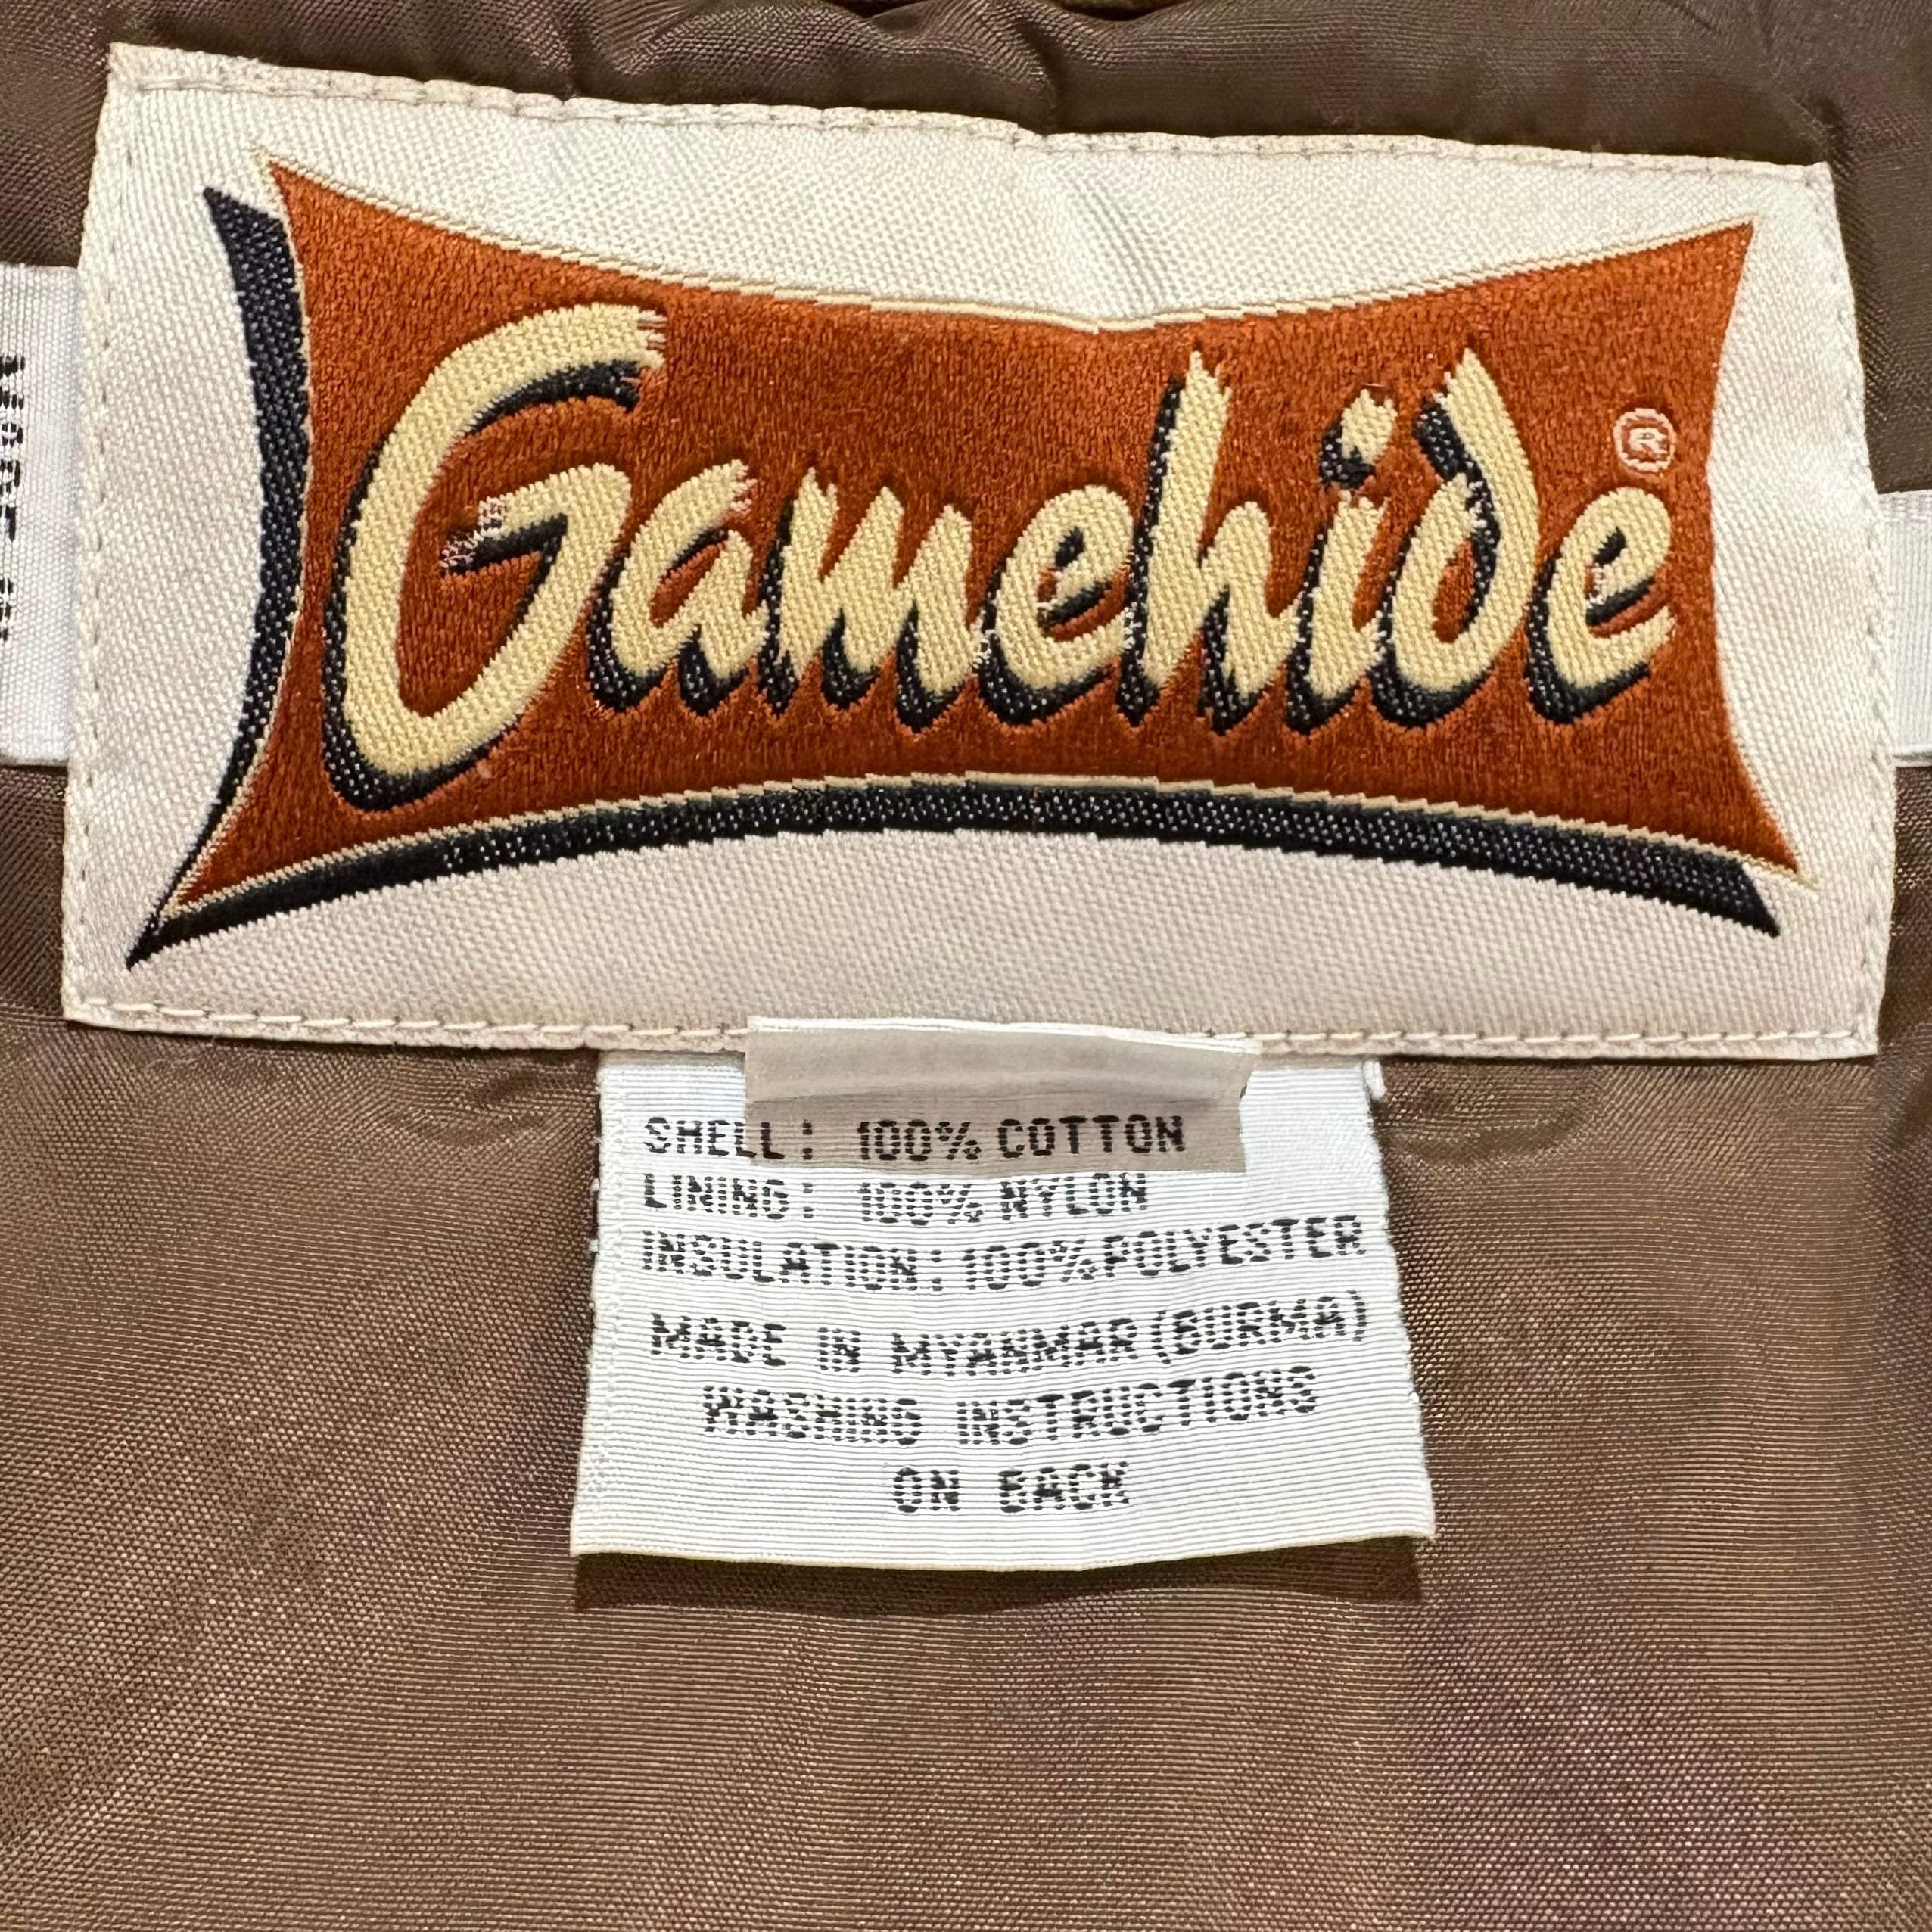 Gamehide®
SHELL: 100% COTTON
LINING: 100% NYLON
INSULATION: 100% POLYESTER
MADE IN MYANMAR (BURMA)
WASHING INSTRUCTIONS
ON BACK